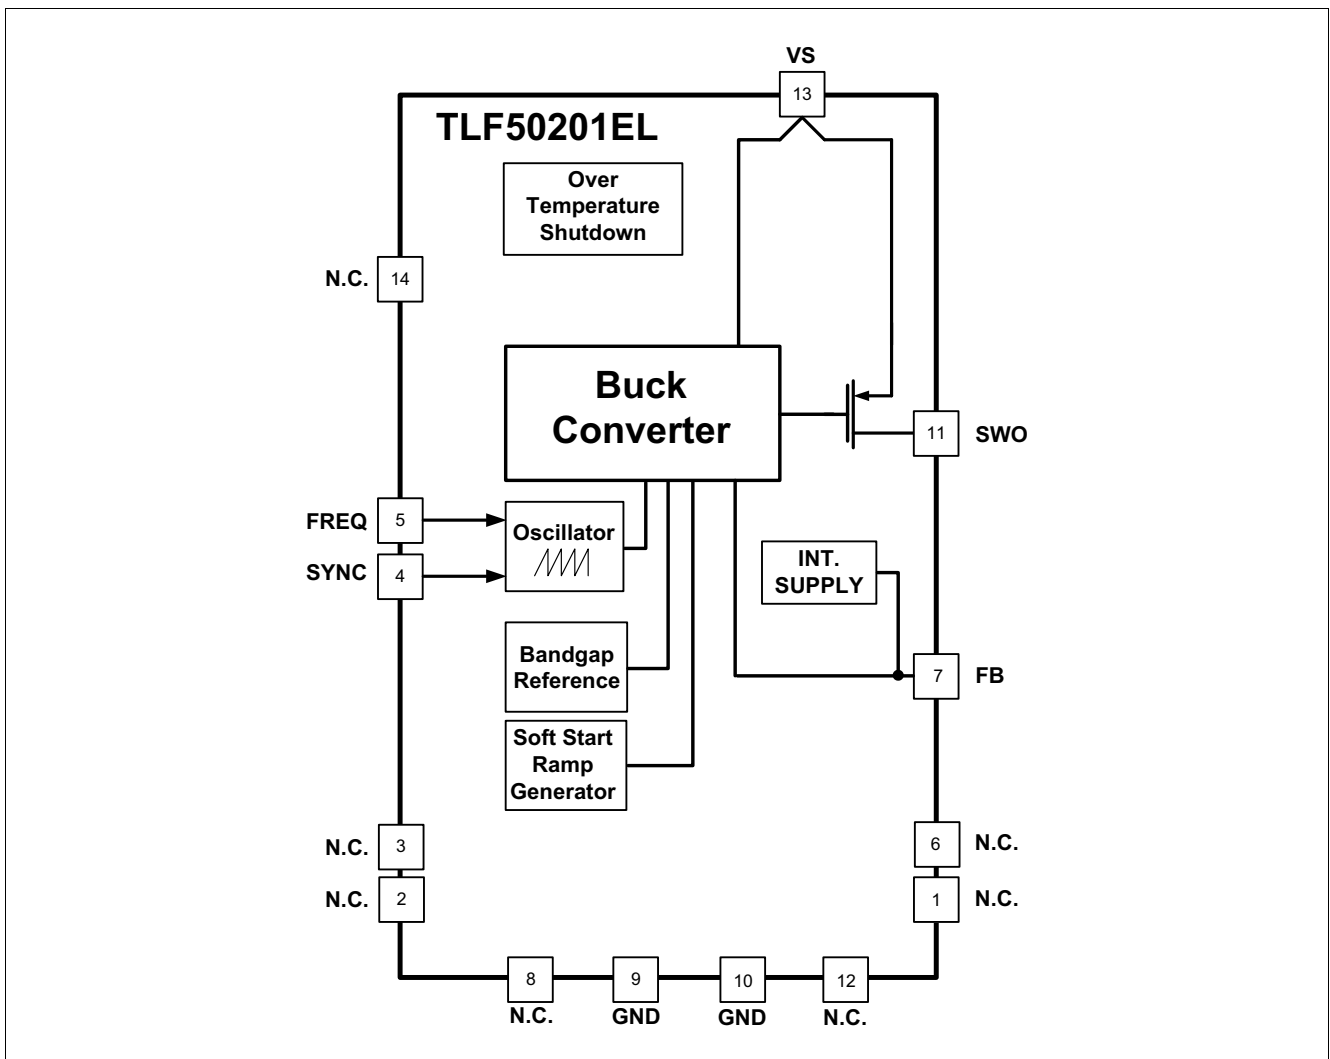 VS
13
TLF50201EL
Over
Temperature
Shutdown
N.C.
14
Buck
Converter
11
SWO
FREQ
5
Oscillator
SYNC
4
INT.
SUPPLY
Bandgap
Reference
7
FB
Soft Start
Ramp
Generator
N.C.
3
6
N.C.
N.C.
2
1
N.C.
8
9
10
12
N.C.
GND
GND
N.C.